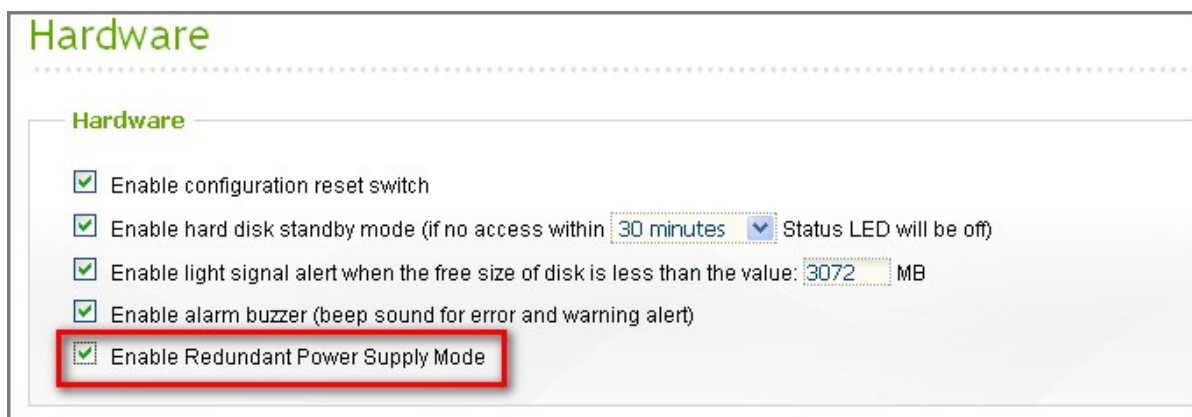 Hardware
Hardware
Enable configuration reset switch
Enable hard disk standby mode (if no access within 30 minutes Status LED will be off)
Enable light signal alert when the free size of disk is less than the value: 3072 MB
Enable alarm buzzer (beep sound for error and warning alert)
Enable Redundant Power Supply Mode